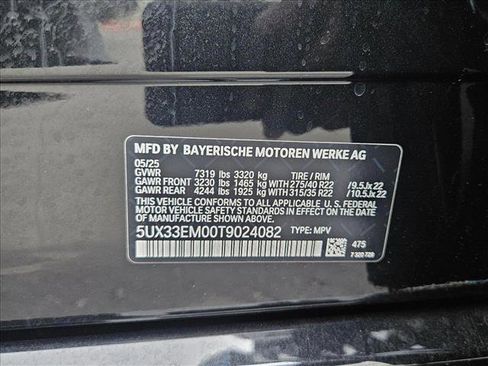 MFD BY BAYERISCHE MOTOREN WERKE AG
05/25
GVWR 7319 lbs 3320 kg TIRE / RIM
GAWR FRONT 3230 lbs 1465 kg WITH 275/40 R22 /9.5Jx22
GAWR REAR 4244 lbs 1925 kg WITH 315/35 R22 /10.5Jx22
THIS VEHICLE CONFORMS TO ALL APPLICABLE U.S. FEDERAL
MOTOR VEHICLE SAFETY STANDARDS IN EFFECT ON THE
DATE OF MANUFACTURE SHOWN ABOVE.
5UX33EM00T9024082 TYPE: MPV
475
7 320 720